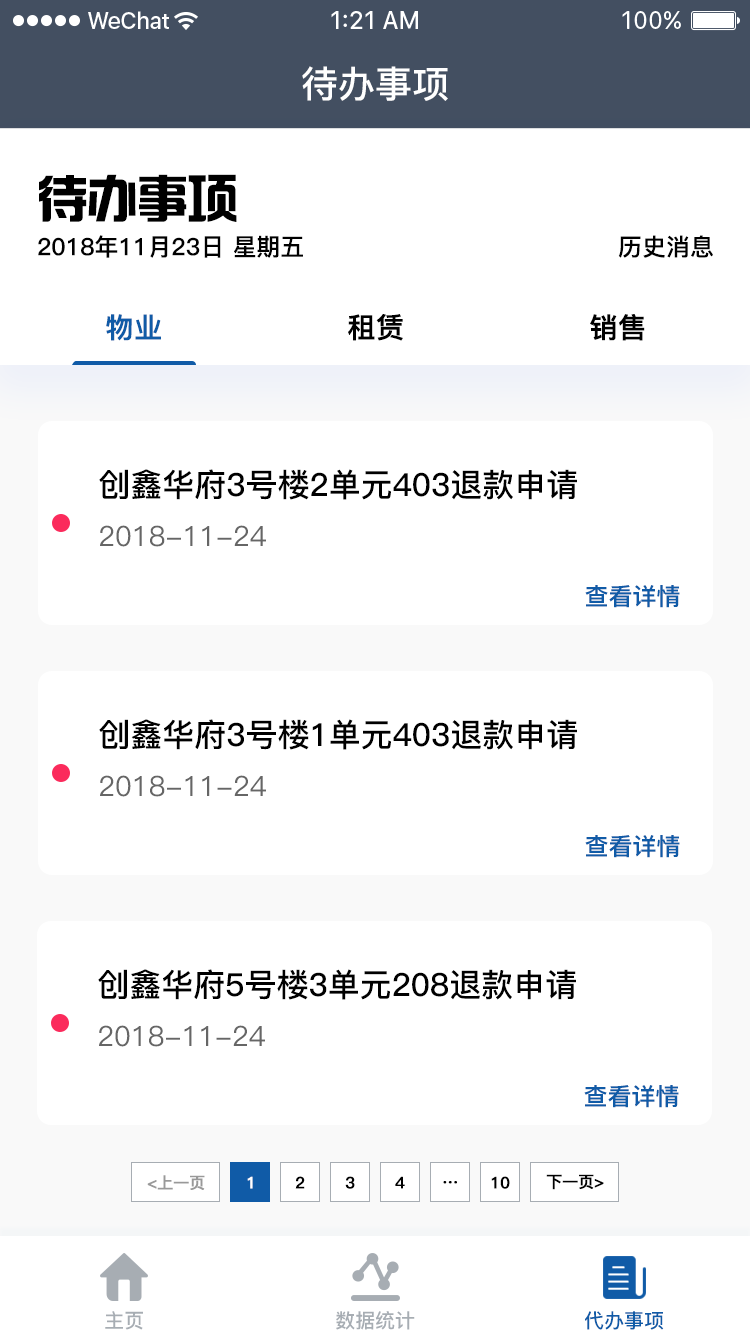 WeChat 1:21 AM 100%
待办事项
待办事项
2018年11月23日 星期五 历史消息
物业 租赁 销售
创鑫华府3号楼2单元403退款申请
2018-11-24
查看详情
创鑫华府3号楼1单元403退款申请
2018-11-24
查看详情
创鑫华府5号楼3单元208退款申请
2018-11-24
查看详情
<上一页 1 2 3 4 ··· 10 下一页>
主页 数据统计 代办事项